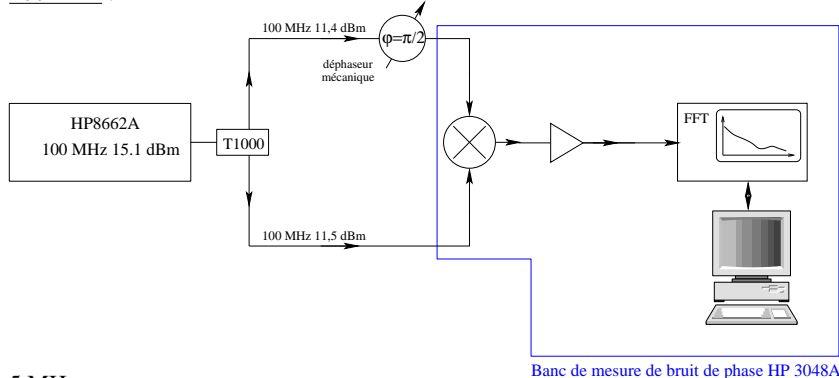 100 MHz 11,4 dBm
φ=π/2
déphaseur
mécanique
HP8662A
100 MHz 15.1 dBm
T1000
FFT
100 MHz 11,5 dBm
Banc de mesure de bruit de phase HP 3048A